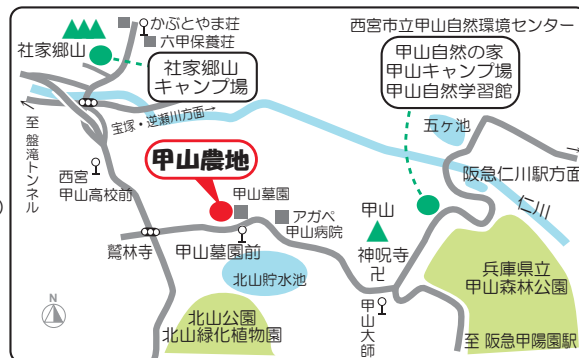 かぶとやま荘
六甲保養荘
社家郷山
社家郷山
キャンプ場
西宮市立甲山自然環境センター
甲山自然の家
甲山キャンプ場
甲山自然学習館
至 盤滝トンネル
宝塚・逆瀬川方面→
五ヶ池
阪急仁川駅方面
→
仁川
西宮
甲山高校前
甲山農地
甲山墓園
アガペ
甲山病院
甲山
神呪寺
卍
鷲林寺
甲山墓園前
北山貯水池
甲山大師
兵庫県立
甲山森林公園
北山公園
北山緑化植物園
至 阪急甲陽園駅
N